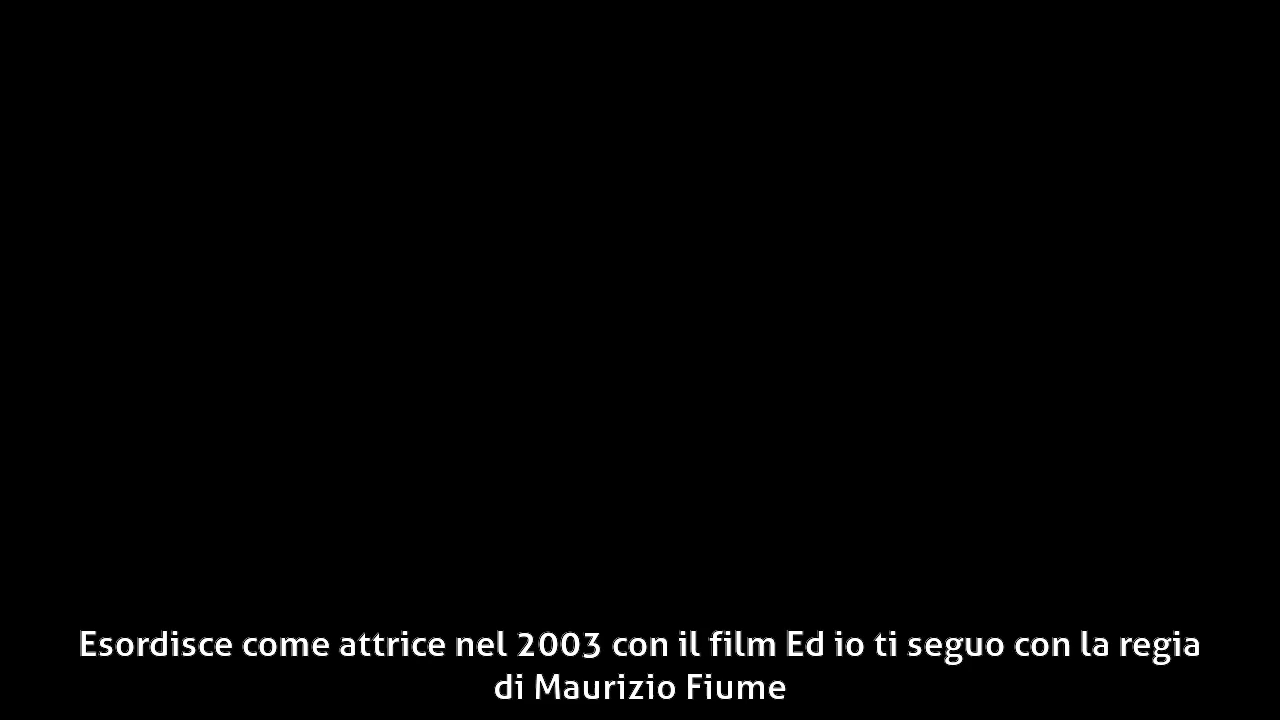 Esordisce come attrice nel 2003 con il film Ed io ti seguo con la regia
di Maurizio Fiume